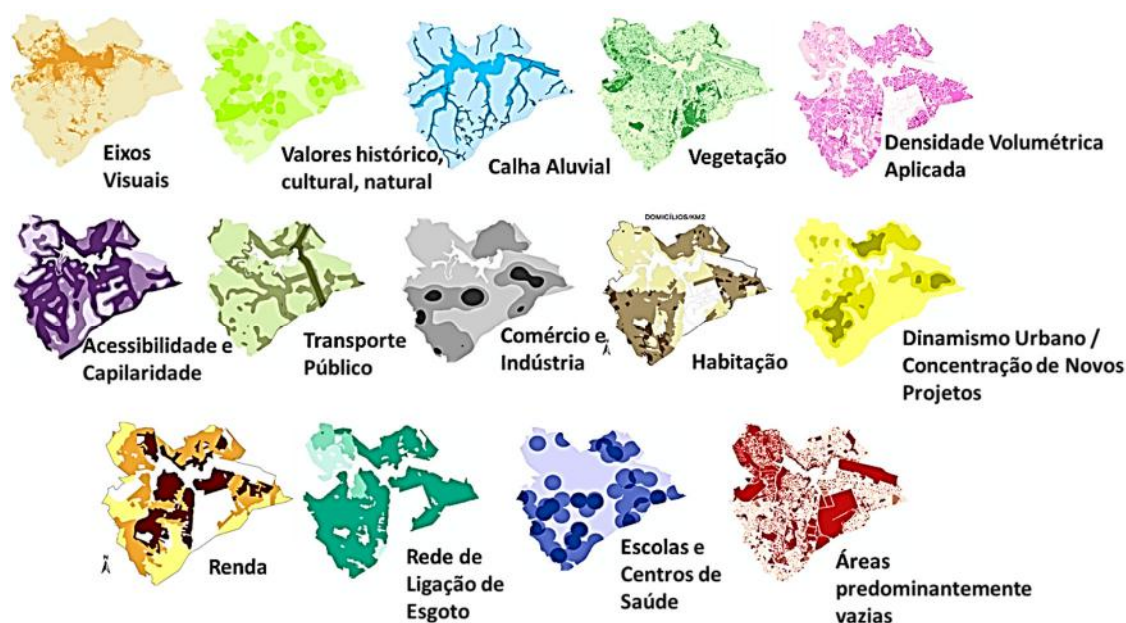 Eixos
Visuais
Valores histórico,
cultural, natural
Calha Aluvial
Vegetação
Densidade Volumétrica
Aplicada
DOMICÍLIOS/KM2
Acessibilidade e
Capilaridade
Transporte
Público
Comércio e
Indústria
Habitação
Dinamismo Urbano /
Concentração de Novos
Projetos
N
Renda
Rede de
Ligação de
Esgoto
Escolas e
Centros de
Saúde
Áreas
predominantemente
vazias